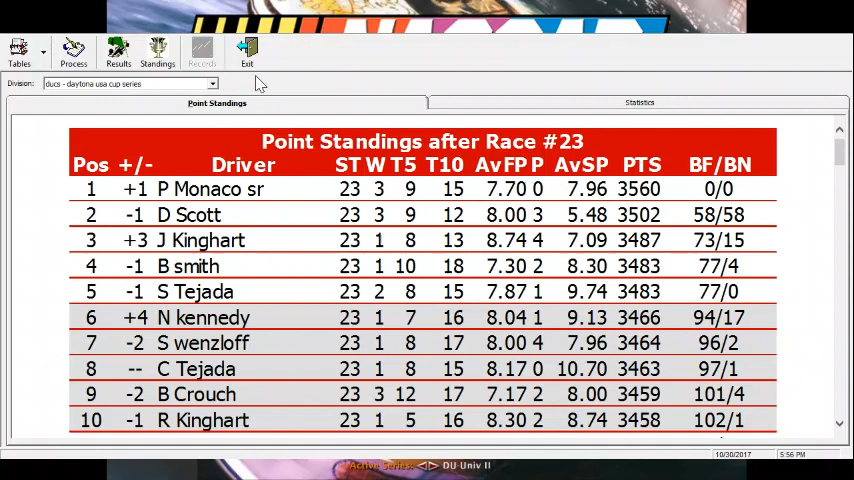 Tables Process Results Standings Records Exit
Division: ducs - daytona usa cup series
Point Standings Statistics
Point Standings after Race #23
Pos +/- Driver ST W T5 T10 AvFP P AvSP PTS BF/BN
1 +1 P Monaco sr 23 3 9 15 7.70 0 7.96 3560 0/0
2 -1 D Scott 23 3 9 12 8.00 3 5.48 3502 58/58
3 +3 J Kinghart 23 1 8 13 8.74 4 7.09 3487 73/15
4 -1 B smith 23 1 10 18 7.30 2 8.30 3483 77/4
5 -1 S Tejada 23 2 8 15 7.87 1 9.74 3483 77/0
6 +4 N kennedy 23 1 7 16 8.04 1 9.13 3466 94/17
7 -2 S wenzloff 23 1 8 17 8.00 4 7.96 3464 96/2
8 -- C Tejada 23 1 8 15 8.17 0 10.70 3463 97/1
9 -2 B Crouch 23 3 12 17 7.17 2 8.00 3459 101/4
10 -1 R Kinghart 23 1 5 16 8.30 2 8.74 3458 102/1
10/30/2017 5:56 PM
Active Series: DU-Univ II